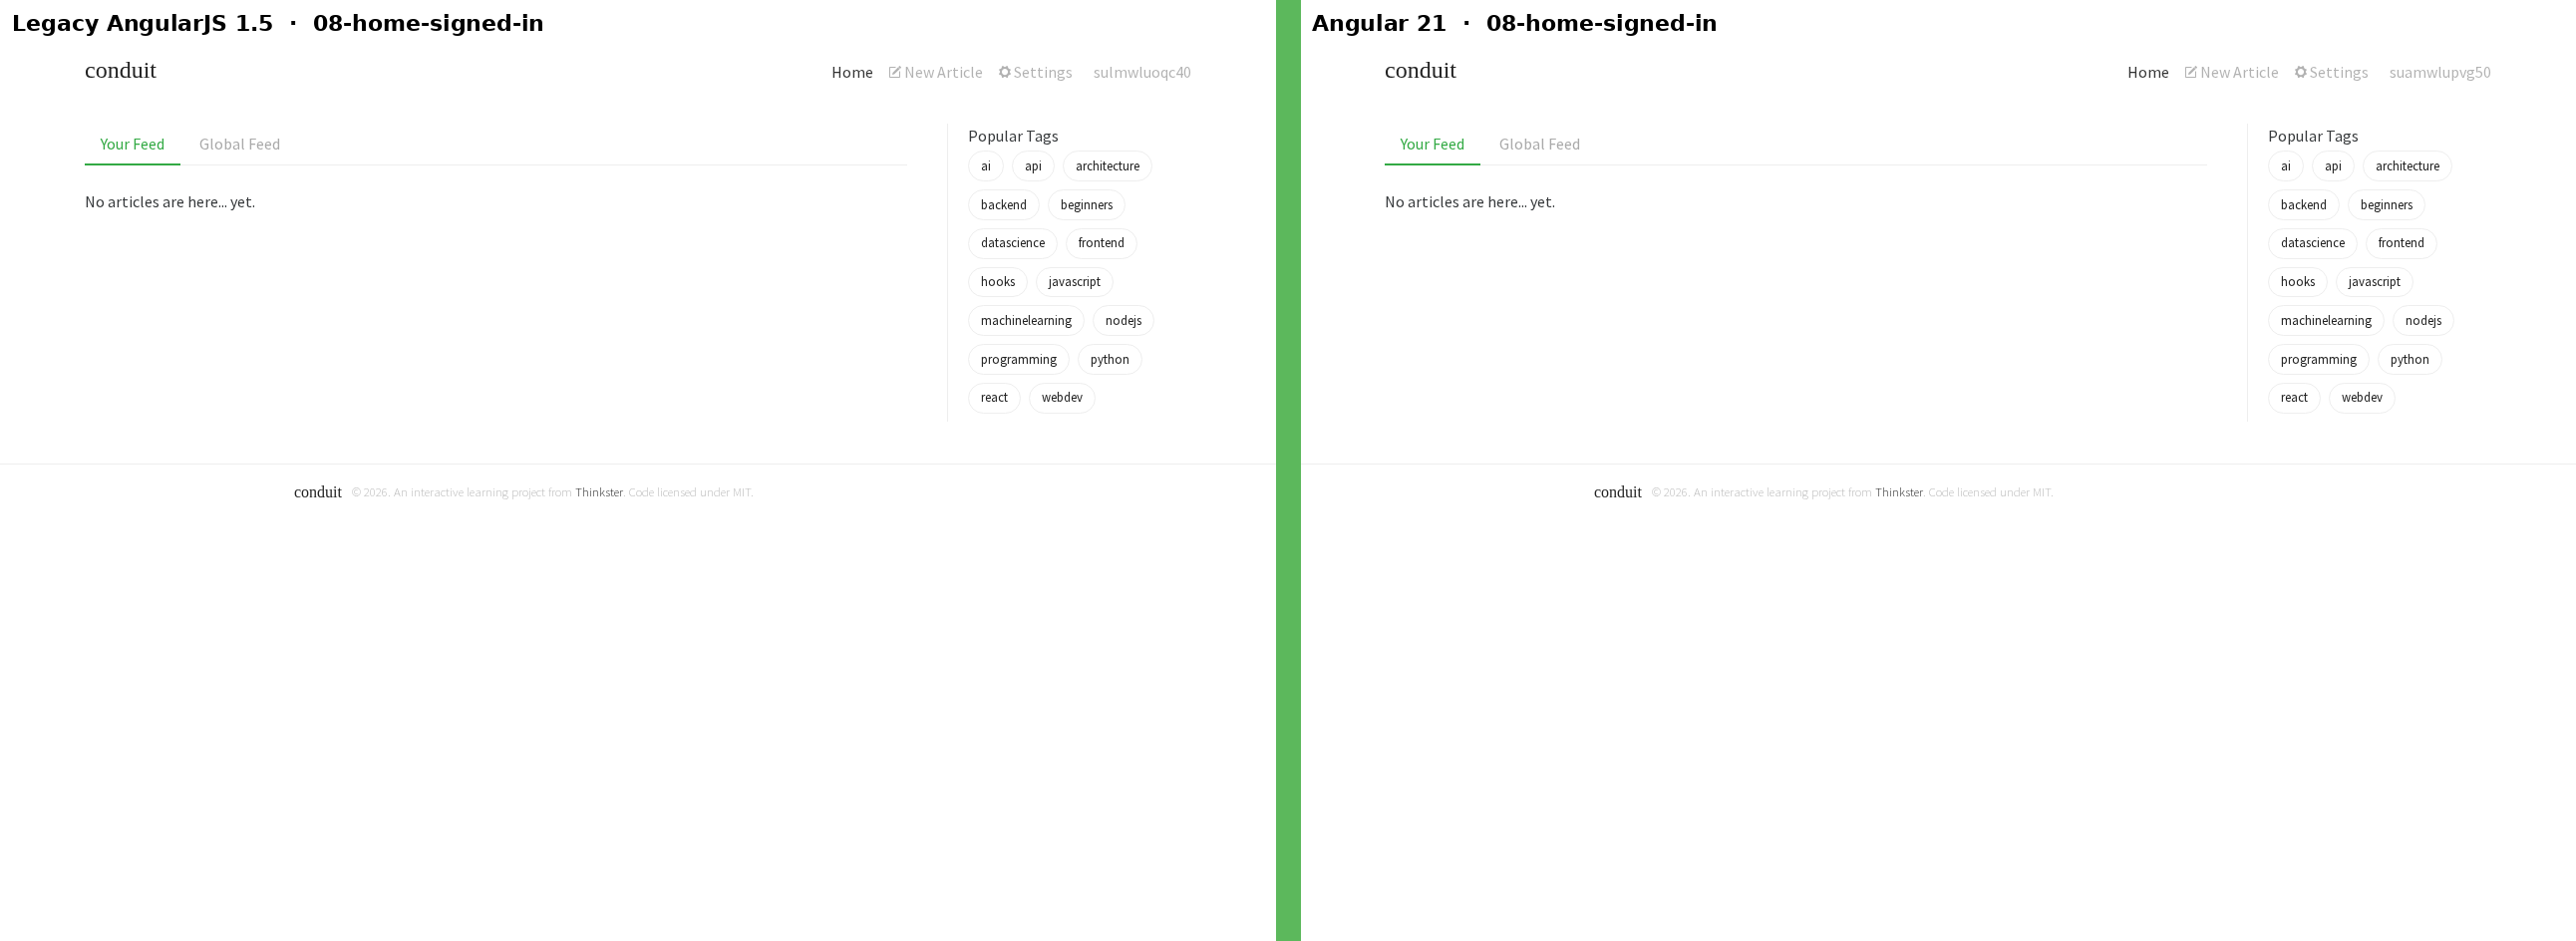 Legacy AngularJS 1.5 · 08-home-signed-in
conduit
Home New Article Settings sulmwluoqc40
Your Feed Global Feed
No articles are here... yet.
Popular Tags
ai api architecture
backend beginners
datascience frontend
hooks javascript
machinelearning nodejs
programming python
react webdev
conduit © 2026. An interactive learning project from Thinkster. Code licensed under MIT.
Angular 21 · 08-home-signed-in
conduit
Home New Article Settings suamwlupvg50
Your Feed Global Feed
No articles are here... yet.
Popular Tags
ai api architecture
backend beginners
datascience frontend
hooks javascript
machinelearning nodejs
programming python
react webdev
conduit © 2026. An interactive learning project from Thinkster. Code licensed under MIT.